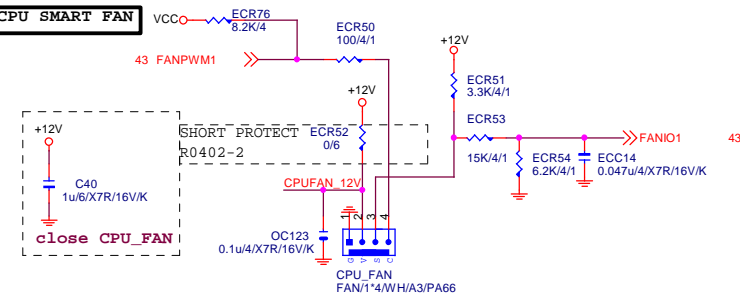 CPU SMART FAN
VCC
ECR76
8.2K/4
ECR50
100/4/1
43 FANPWM1
+12V
ECR51
3.3K/4/1
+12V
ECR53
15K/4/1
FANIO1
43
ECR54
6.2K/4/1
ECC14
0.047u/4/X7R/16V/K
+12V
C40
1u/6/X7R/16V/K
close CPU_FAN
SHORT PROTECT
R0402-2
ECR52
0/6
CPUFAN_12V
OC123
0.1u/4/X7R/16V/K
1 2 3 4
G V S C
CPU_FAN
FAN/1*4/WH/A3/PA66